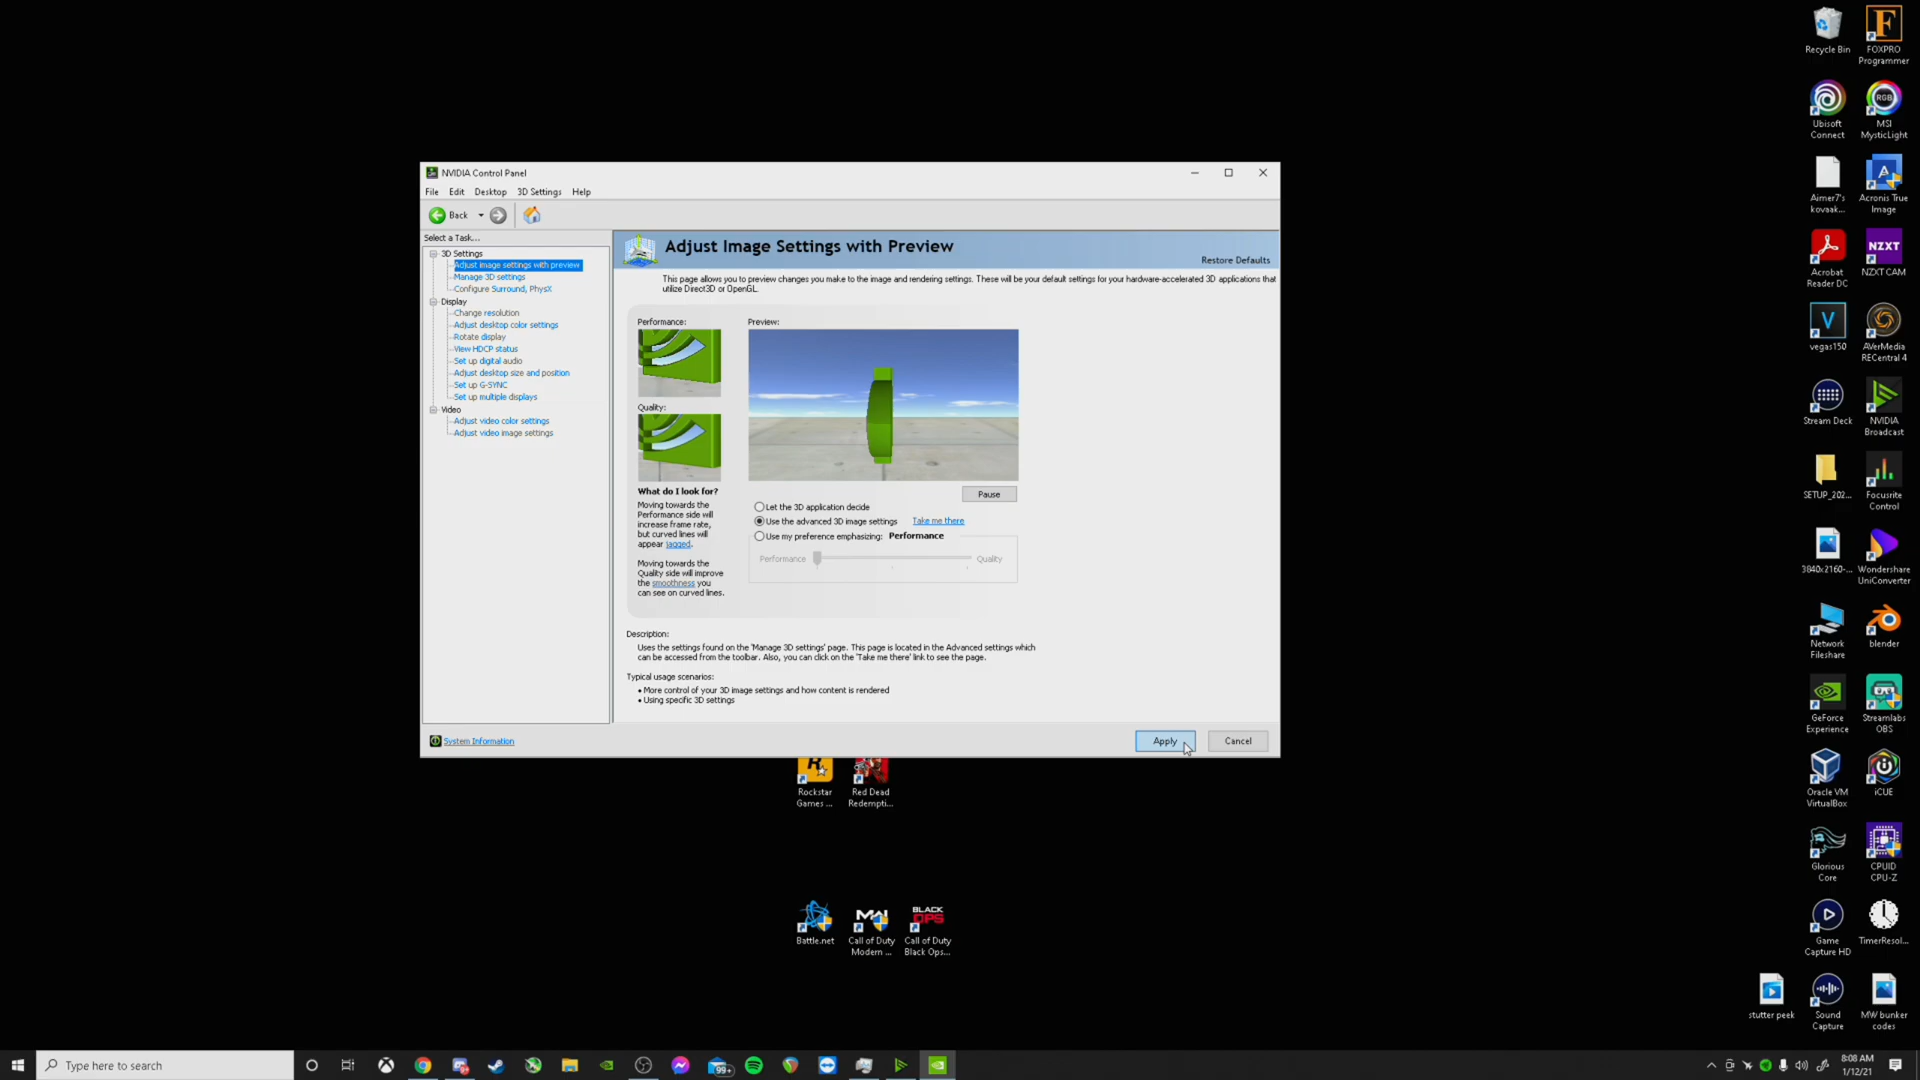 NVIDIA Control Panel
File Edit Desktop 3D Settings Help
Back
Select a Task...
3D Settings
Adjust image settings with preview
Manage 3D settings
Configure Surround, PhysX
Display
Change resolution
Adjust desktop color settings
Rotate display
View HDCP status
Set up digital audio
Adjust desktop size and position
Set up G-SYNC
Set up multiple displays
Video
Adjust video color settings
Adjust video image settings
System Information
Adjust Image Settings with Preview
Restore Defaults
This page allows you to preview changes you make to the image and rendering settings. These will be your default settings for your hardware-accelerated 3D applications that
utilize Direct3D or OpenGL.
Performance:
Quality:
What do I look for?
Moving towards the
Performance side will
increase frame rate,
but curved lines will
appear jagged.
Moving towards the
Quality side will improve
the smoothness you
can see on curved lines.
Preview:
Pause
Let the 3D application decide
Use the advanced 3D image settings Take me there
Use my preference emphasizing: Performance
Performance Quality
Description:
Uses the settings found on the 'Manage 3D settings' page. This page is located in the Advanced settings which
can be accessed from the toolbar. Also, you can click on the 'Take me there' link to see the page.
Typical usage scenarios:
• More control of your 3D image settings and how content is rendered
• Using specific 3D settings
Apply
Cancel
Rockstar
Games ...
Red Dead
Redempti...
Battle.net
MW
Call of Duty
Modern ...
BLACK
OPS
Call of Duty
Black Ops...
Recycle Bin
F
FOXPRO
Programmer
Ubisoft
Connect
RGB
MSI
MysticLight
Aimer7's
kovaak...
Acronis True
Image
Acrobat
Reader DC
NZXT
NZXT CAM
V
vegas150
AVerMedia
RECentral 4
Stream Deck
NVIDIA
Broadcast
SETUP_202...
Focusrite
Control
3840x2160-...
Wondershare
UniConverter
Network
Fileshare
blender
GeForce
Experience
Streamlabs
OBS
Oracle VM
VirtualBox
iCUE
Glorious
Core
CPUID
CPU-Z
Game
Capture HD
TimerResol...
stutter peek
Sound
Capture
MW bunker
codes
Type here to search
99+
8:08 AM
1/12/21